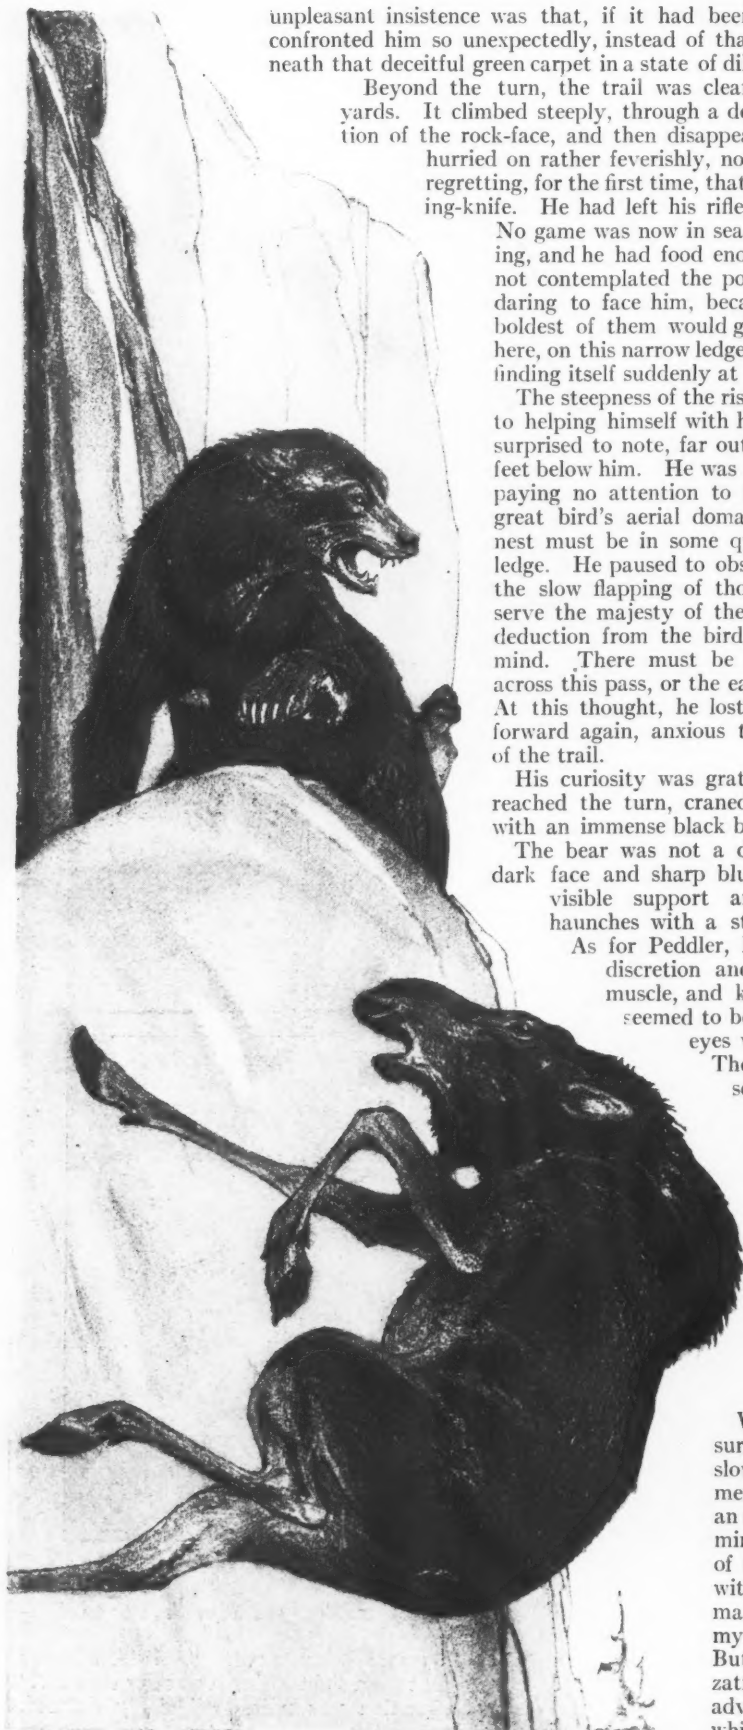 unpleasant insistence was that, if it had been
confronted him so unexpectedly, instead of tha
neath that deceitful green carpet in a state of di
Beyond the turn, the trail was clear
yards. It climbed steeply, through a de
tion of the rock-face, and then disappea
hurried on rather feverishly, no
regretting, for the first time, that
ing-knife. He had left his rifle
No game was now in seas
ing, and he had food eno
not contemplated the po
daring to face him, beca
boldest of them would g
here, on this narrow ledge
finding itself suddenly at
The steepness of the ris
to helping himself with h
surprised to note, far out
feet below him. He was
paying no attention to
great bird's aerial doma
nest must be in some q
ledge. He paused to obs
the slow flapping of tho
serve the majesty of the
deduction from the bird
mind. There must be
across this pass, or the ea
At this thought, he lost
forward again, anxious t
of the trail.
His curiosity was grat
reached the turn, craned
with an immense black b
The bear was not a d
dark face and sharp blu
visible support a
haunches with a st
As for Peddler,
discretion and
muscle, and k
seemed to be
eyes
The
so
W
sur
slo
me
an
min
of
wit
ma
my
But
zati
adv
whi